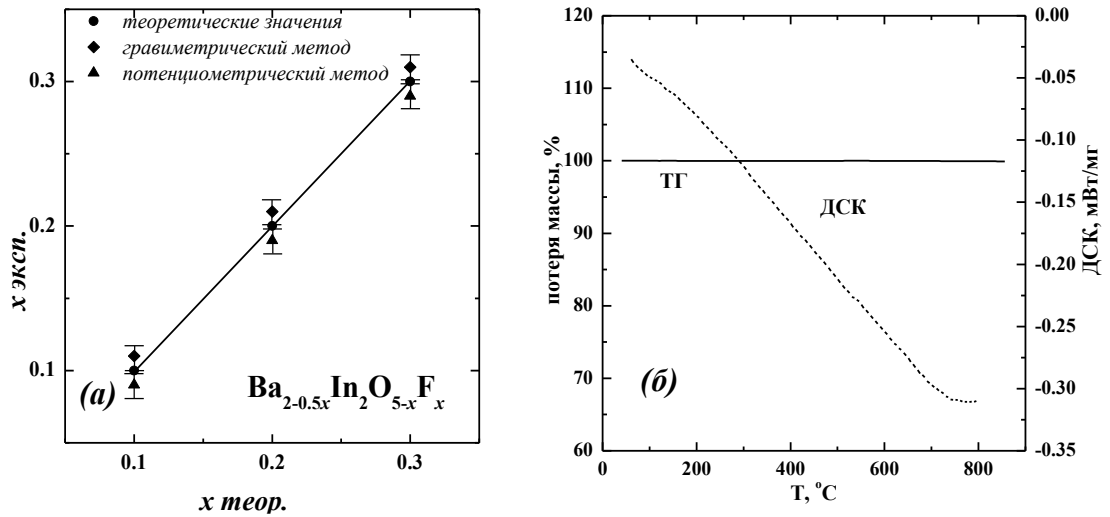 теоретические значения
гравиметрический метод
потенциометрический метод
0.3
0.2
0.1
x эксп.
(а)
Ba2-0.5xIn2O5-xFx
0.1 0.2 0.3
x теор.
120
110
100
90
80
70
60
потеря массы, %
ТГ
ДСК
(б)
0 200 400 600 800
T, °C
0.00
-0.05
-0.10
-0.15
-0.20
-0.25
-0.30
-0.35
ДСК, мВт/мг